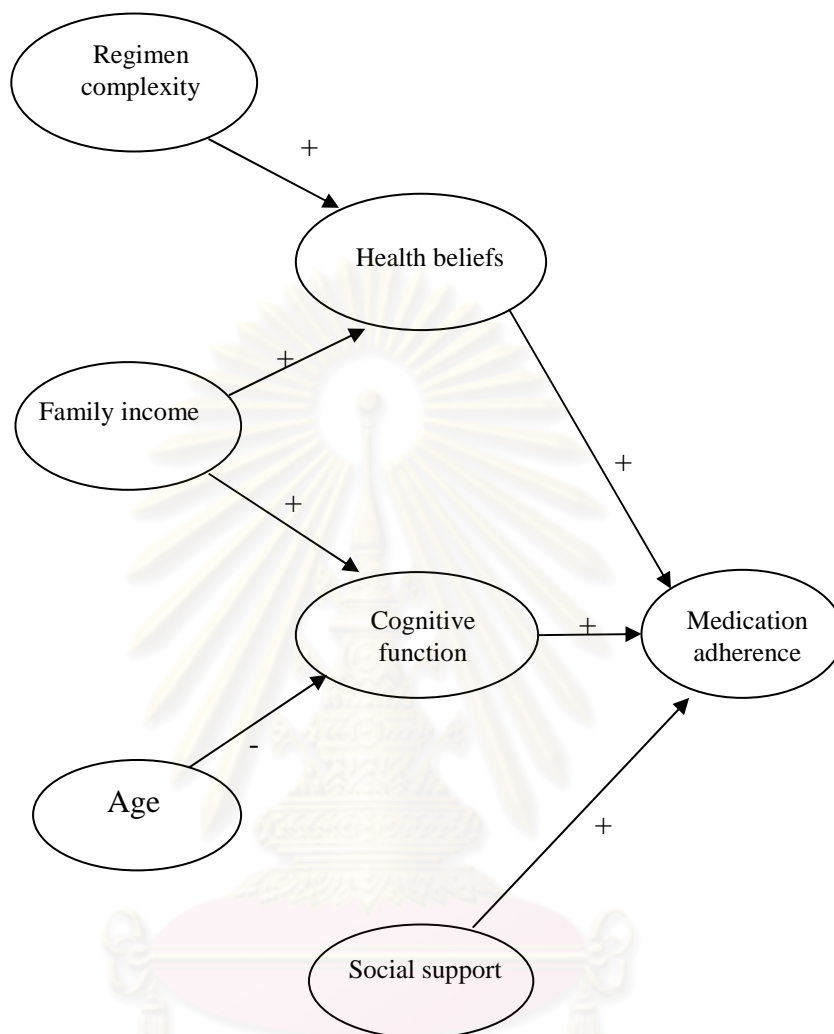 Regimen
complexity
+
Health beliefs
+
Family income
+
+
Cognitive
function
+
Medication
adherence
-
Age
+
Social support